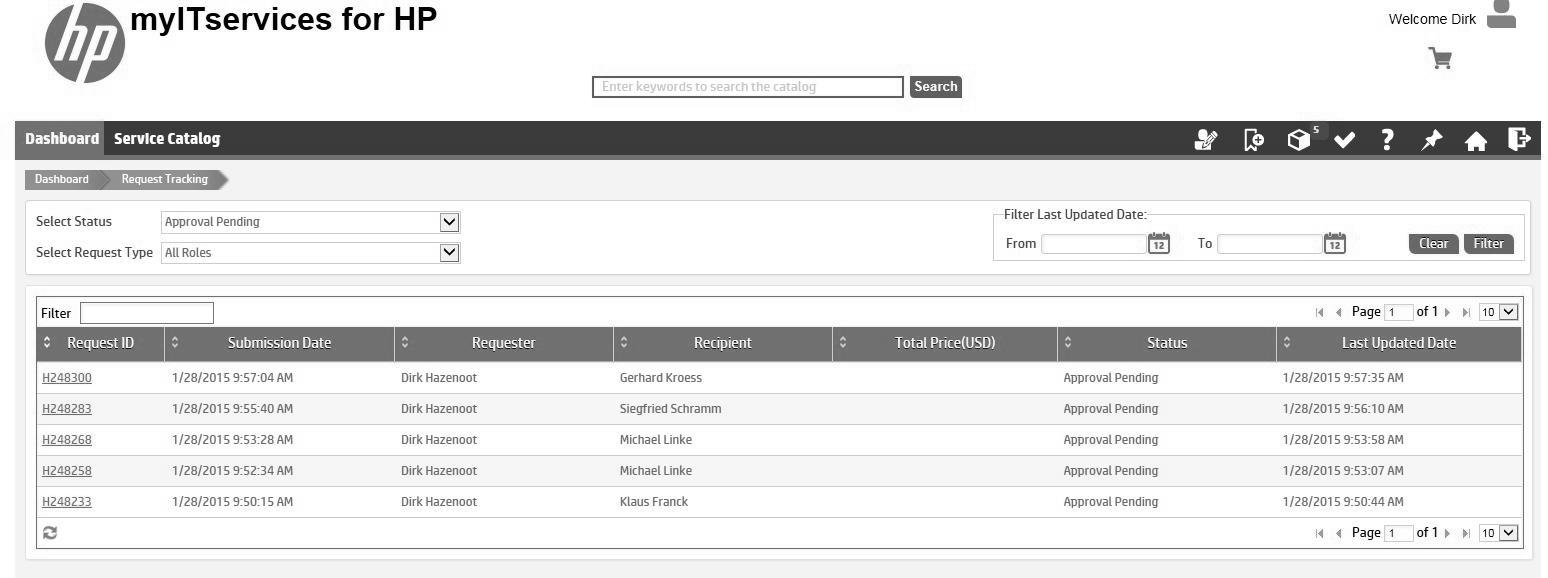 hp
myITservices for HP
Welcome Dirk
Enter keywords to search the catalog Search
Dashboard Service Catalog 5
Dashboard Request Tracking
Select Status Approval Pending
Select Request Type All Roles
Filter Last Updated Date:
From 12 To 12 Clear Filter
Filter Page 1 of 1 10
Request ID Submission Date Requester Recipient Total Price(USD) Status Last Updated Date
H248300 1/28/2015 9:57:04 AM Dirk Hazenoot Gerhard Kroess Approval Pending 1/28/2015 9:57:35 AM
H248283 1/28/2015 9:55:40 AM Dirk Hazenoot Siegfried Schramm Approval Pending 1/28/2015 9:56:10 AM
H248268 1/28/2015 9:53:28 AM Dirk Hazenoot Michael Linke Approval Pending 1/28/2015 9:53:58 AM
H248258 1/28/2015 9:52:34 AM Dirk Hazenoot Michael Linke Approval Pending 1/28/2015 9:53:07 AM
H248233 1/28/2015 9:50:15 AM Dirk Hazenoot Klaus Franck Approval Pending 1/28/2015 9:50:44 AM
Page 1 of 1 10